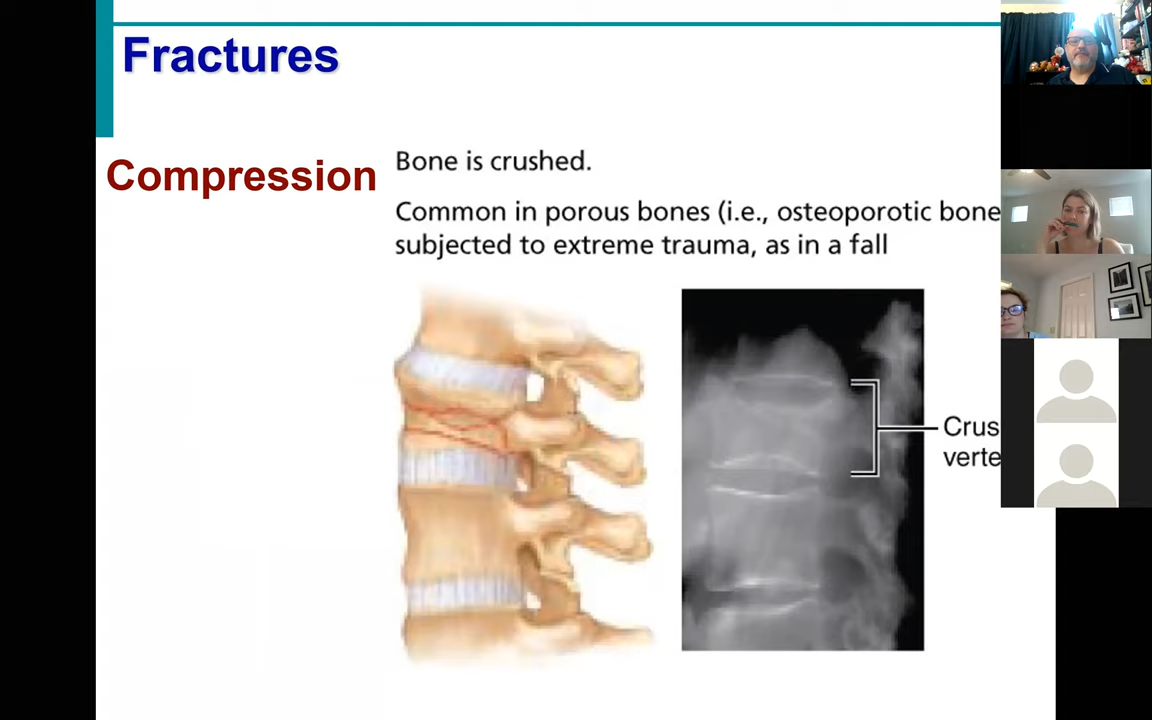 Fractures
Compression
Bone is crushed.
Common in porous bones (i.e., osteoporotic bone
subjected to extreme trauma, as in a fall
Crus
verte